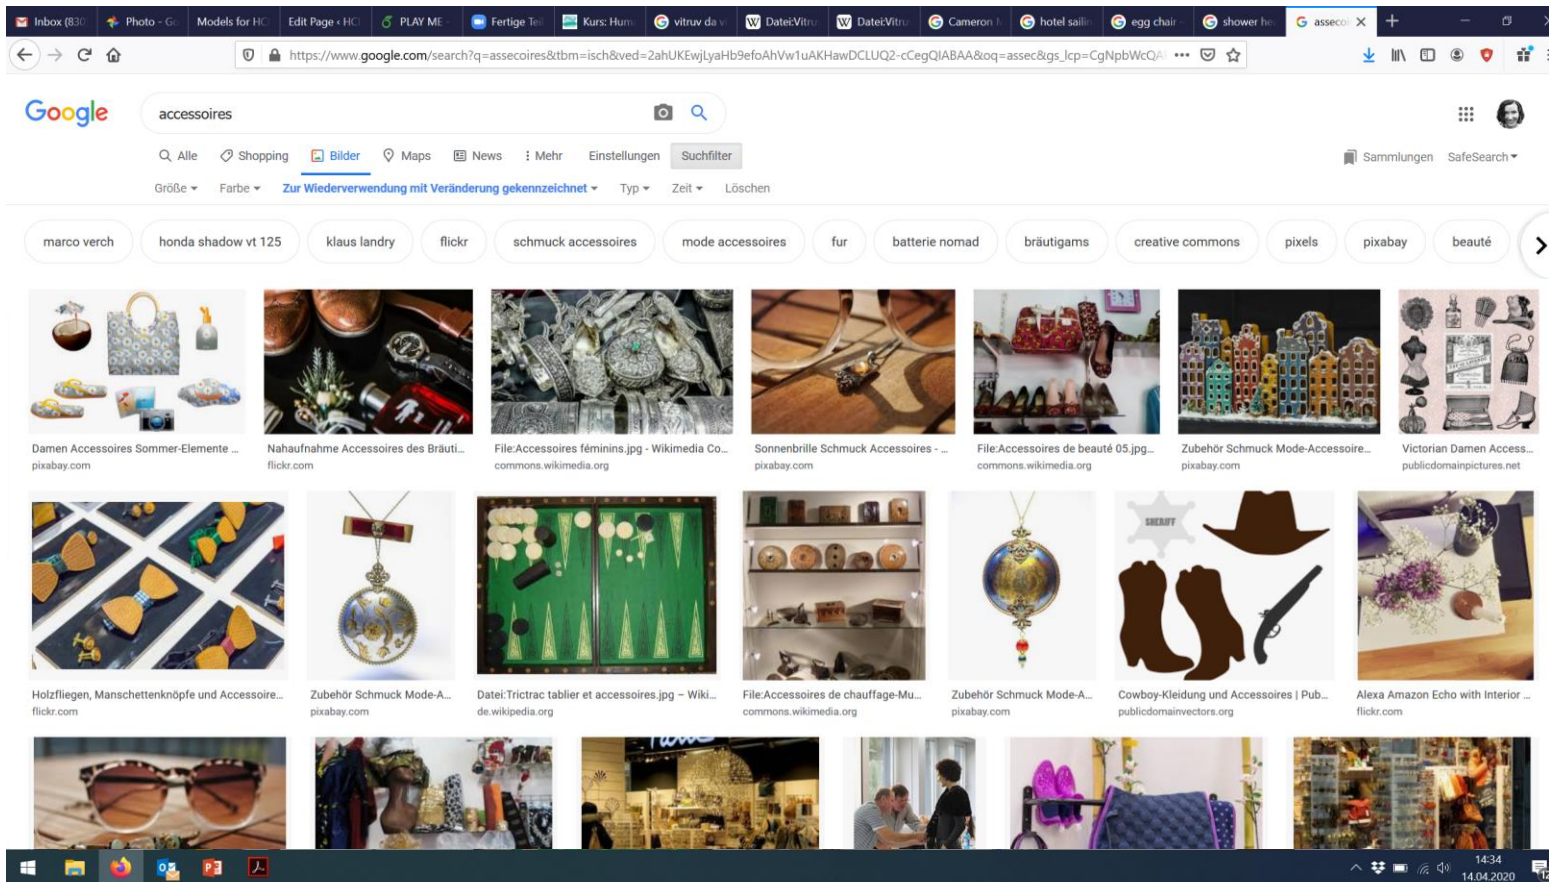 Inbox (830
Photo - Go
Models for HC
Edit Page ‹ HC
PLAY ME -
Fertige Teil
Kurs: Hum
vitruv da vi
Datei:Vitru
Datei:Vitru
Cameron
hotel sailin
egg chair -
shower he
asseco
https://www.google.com/search?q=assecoires&tbm=isch&ved=2ahUKEwjLyaHb9efoAhVw1uAKHawDCLUQ2-cCegQIABAA&oq=assec&gs_lcp=CgNpbWcQA
Google
accessoires
Alle Shopping Bilder Maps News Mehr Einstellungen Suchfilter
Sammlungen SafeSearch
Größe Farbe Zur Wiederverwendung mit Veränderung gekennzeichnet Typ Zeit Löschen
marco verch honda shadow vt 125 klaus landry flickr schmuck accessoires mode accessoires fur batterie nomad bräutigams creative commons pixels pixabay beauté
Damen Accessoires Sommer-Elemente ...
pixabay.com
Nahaufnahme Accessoires des Bräuti...
flickr.com
File:Accessoires féminins.jpg - Wikimedia Co...
commons.wikimedia.org
Sonnenbrille Schmuck Accessoires - ...
pixabay.com
File:Accessoires de beauté 05.jpg...
commons.wikimedia.org
Zubehör Schmuck Mode-Accessoire...
pixabay.com
Victorian Damen Access...
publicdomainpictures.net
SHERIFF
Holzfliegen, Manschettenknöpfe und Accessoire...
flickr.com
Zubehör Schmuck Mode-A...
pixabay.com
Datei:Trictrac tablier et accessoires.jpg – Wiki...
de.wikipedia.org
File:Accessoires de chauffage-Mu...
commons.wikimedia.org
Zubehör Schmuck Mode-A...
pixabay.com
Cowboy-Kleidung und Accessoires | Pub...
publicdomainvectors.org
Alexa Amazon Echo with Interior ...
flickr.com
14:34
14.04.2020